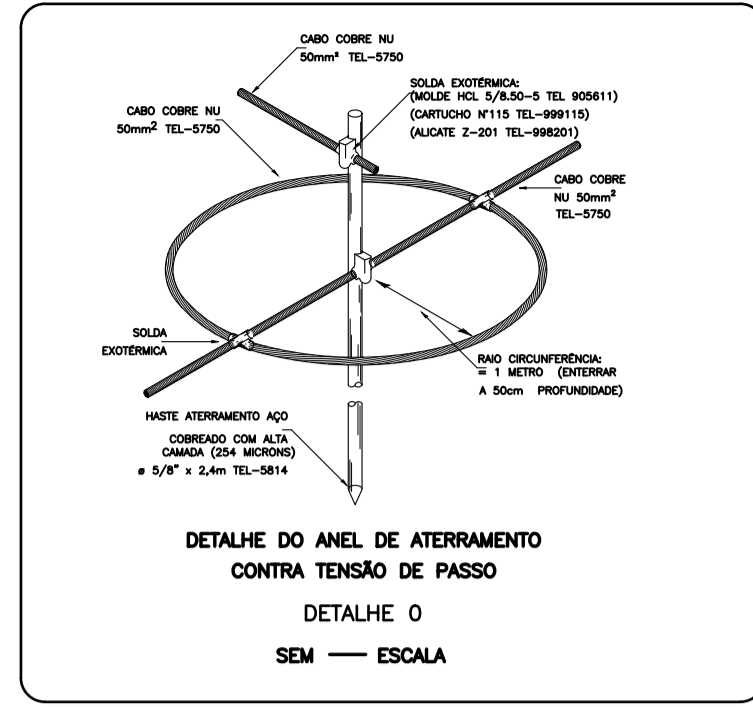 CABO COBRE NU
50mm² TEL-5750
SOLDA EXOTÉRMICA:
(MOLDE HCL 5/8.50-5 TEL 905611)
(CARTUCHO N°115 TEL-999115)
(ALICATE Z-201 TEL-998201)
CABO COBRE NU
50mm² TEL-5750
CABO COBRE
NU 50mm²
TEL-5750
SOLDA
EXOTÉRMICA
RAIO CIRCUNFERÊNCIA:
= 1 METRO (ENTERRAR
A 50cm PROFUNDIDADE)
HASTE ATERRAMENTO AÇO
COBREADO COM ALTA
CAMADA (254 MICRONS)
ø 5/8" x 2,4m TEL-5814
DETALHE DO ANEL DE ATERRAMENTO
CONTRA TENSÃO DE PASSO
DETALHE O
SEM — ESCALA